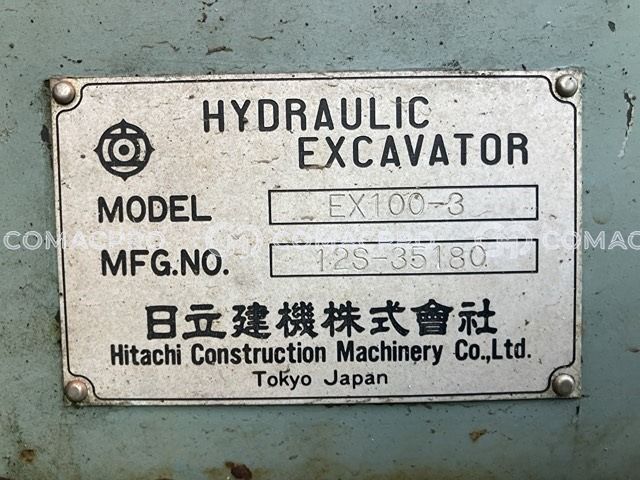 HYDRAULIC
EXCAVATOR
MODEL EX100-3
MFG.NO. 12S-35180
日立建機株式會社
Hitachi Construction Machinery Co.,Ltd.
Tokyo Japan